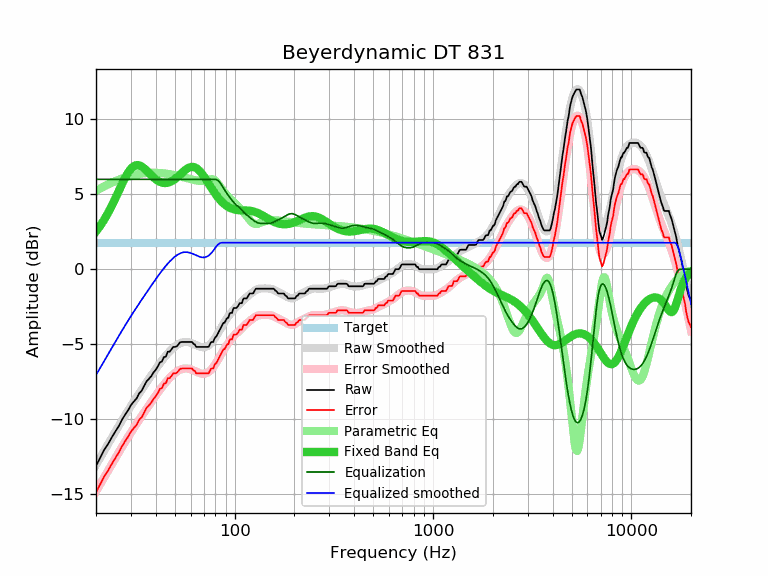 Beyerdynamic DT 831
Amplitude (dBr)
10
5
0
−5
−10
−15
Target
Raw Smoothed
Error Smoothed
Raw
Error
Parametric Eq
Fixed Band Eq
Equalization
Equalized smoothed
100
1000
10000
Frequency (Hz)